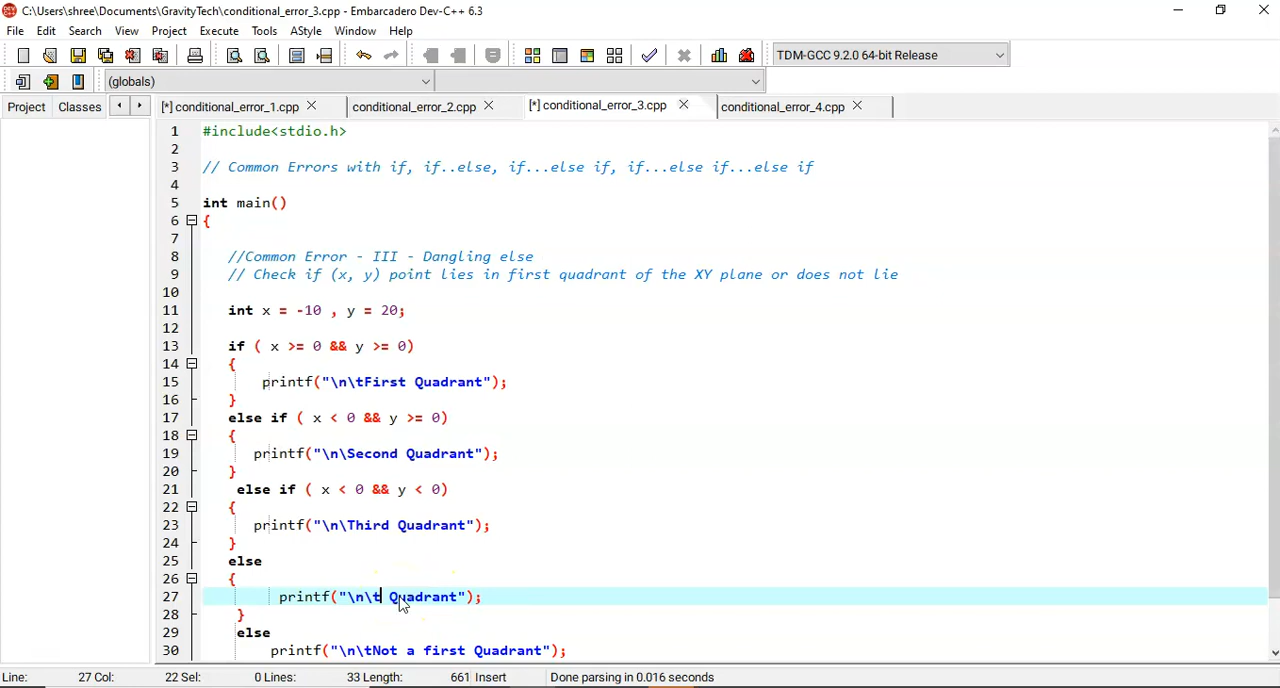 C:\Users\shree\Documents\GravityTech\conditional_error_3.cpp - Embarcadero Dev-C++ 6.3
File Edit Search View Project Execute Tools AStyle Window Help
TDM-GCC 9.2.0 64-bit Release
(globals)
Project Classes [*] conditional_error_1.cpp conditional_error_2.cpp [*] conditional_error_3.cpp conditional_error_4.cpp
1 #include<stdio.h>
2
3 // Common Errors with if, if..else, if...else if, if...else if...else if
4
5 int main()
6 {
7
8 //Common Error - III - Dangling else
9 // Check if (x, y) point lies in first quadrant of the XY plane or does not lie
10
11 int x = -10 , y = 20;
12
13 if ( x >= 0 && y >= 0)
14 {
15 printf("\n\tFirst Quadrant");
16 }
17 else if ( x < 0 && y >= 0)
18 {
19 printf("\n\Second Quadrant");
20 }
21 else if ( x < 0 && y < 0)
22 {
23 printf("\n\Third Quadrant");
24 }
25 else
26 {
27 printf("\n\t Quadrant");
28 }
29 else
30 printf("\n\tNot a first Quadrant");
Line: 27 Col: 22 Sel: 0 Lines: 33 Length: 661 Insert Done parsing in 0.016 seconds